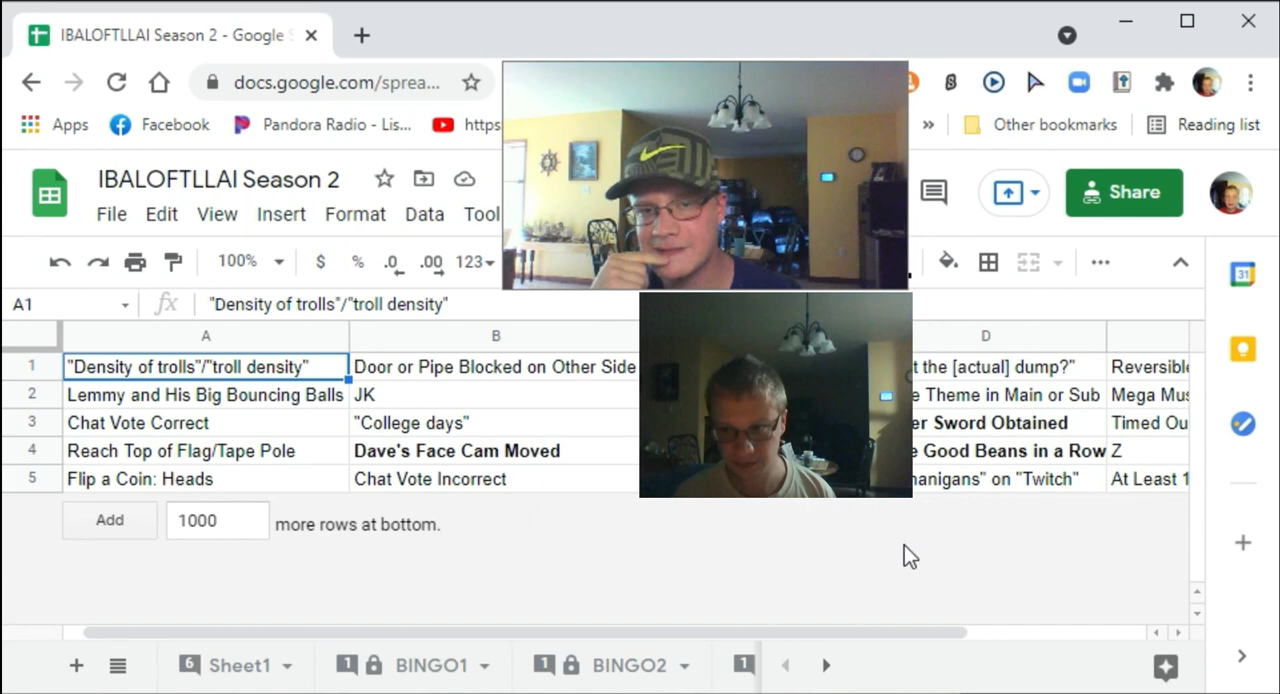 IBALOFTLLAI Season 2 - Google S
docs.google.com/sprea...
Apps Facebook Pandora Radio - Lis... https
» Other bookmarks Reading list
IBALOFTLLAI Season 2
Share
File Edit View Insert Format Data Tool
100% $ % .0 .00 123
A1 fx "Density of trolls"/"troll density"
A B D
1 "Density of trolls"/"troll density" Door or Pipe Blocked on Other Side t the [actual] dump?" Reversible
2 Lemmy and His Big Bouncing Balls JK e Theme in Main or Sub Mega Mus
3 Chat Vote Correct "College days" er Sword Obtained Timed Ou
4 Reach Top of Flag/Tape Pole Dave's Face Cam Moved e Good Beans in a Row Z
5 Flip a Coin: Heads Chat Vote Incorrect nanigans" on "Twitch" At Least 1
Add 1000 more rows at bottom.
6 Sheet1 1 BINGO1 1 BINGO2 1
31